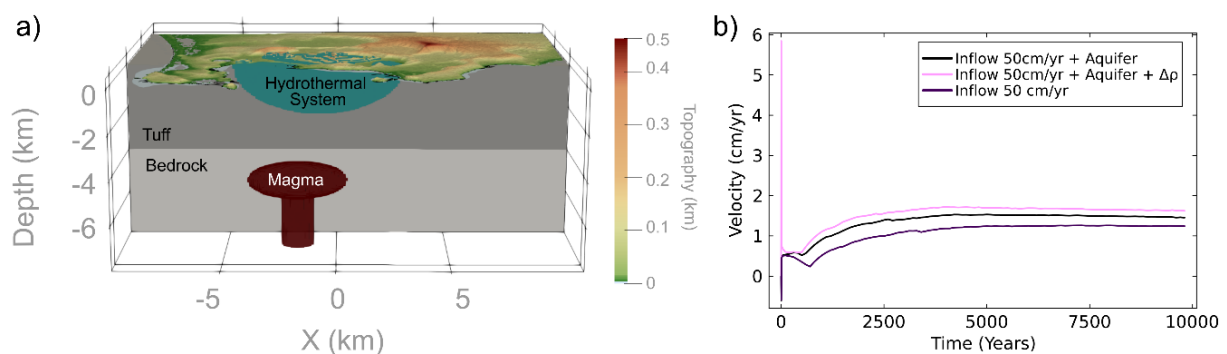 a)
Hydrothermal
System
Tuff
Bedrock
Magma
0
-2
-4
-6
Depth (km)
-5
0
5
X (km)
0.5
0.4
0.3
0.2
0.1
0
Topography (km)
b)
6
5
4
3
2
1
0
Velocity (cm/yr)
Inflow 50cm/yr + Aquifer
Inflow 50cm/yr + Aquifer + Δρ
Inflow 50 cm/yr
0
2500
5000
7500
10000
Time (Years)